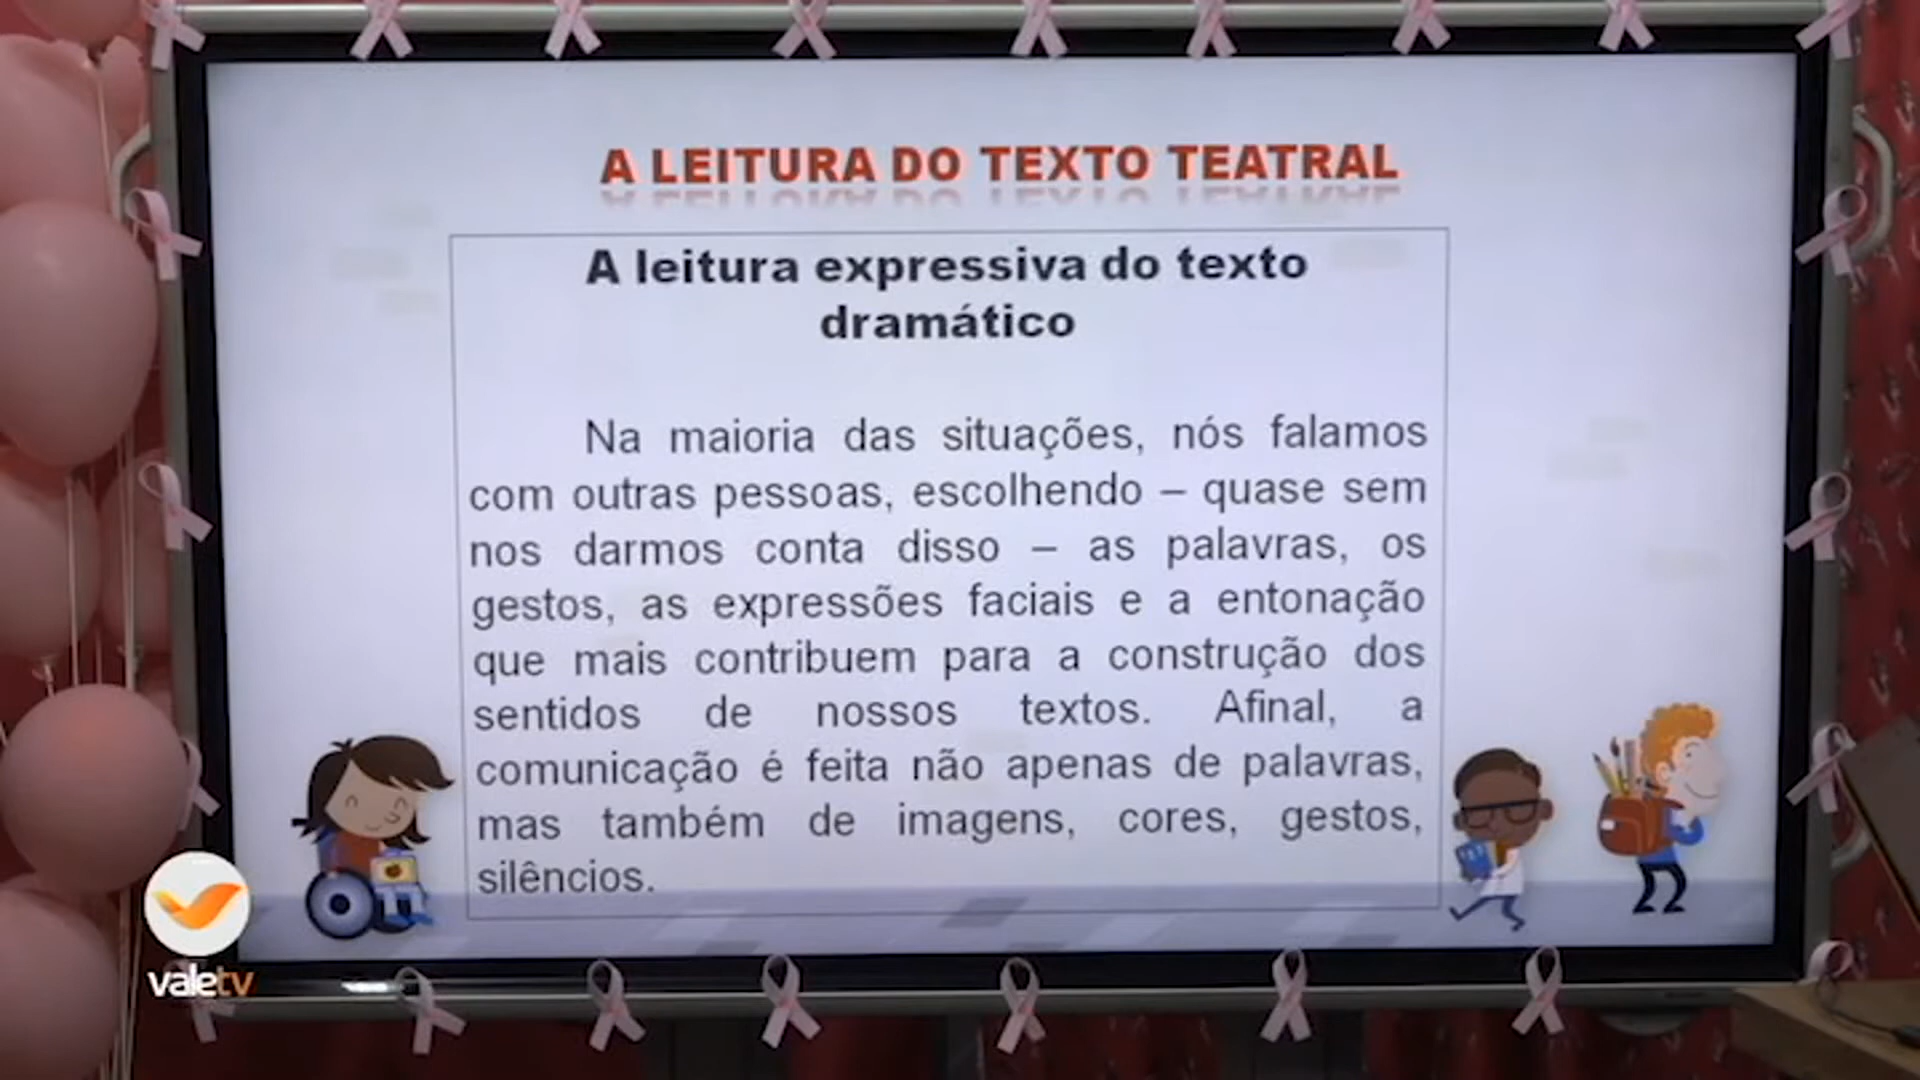 A LEITURA DO TEXTO TEATRAL
A leitura expressiva do texto
dramático
Na maioria das situações, nós falamos
com outras pessoas, escolhendo – quase sem
nos darmos conta disso – as palavras, os
gestos, as expressões faciais e a entonação
que mais contribuem para a construção dos
sentidos de nossos textos. Afinal, a
comunicação é feita não apenas de palavras,
mas também de imagens, cores, gestos,
silêncios.
valetv